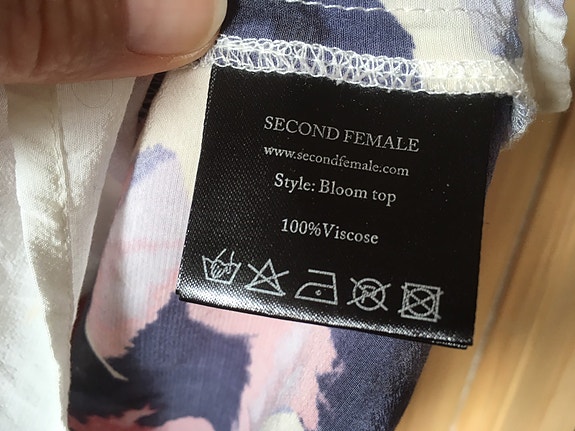 SECOND FEMALE
www.secondfemale.com
Style: Bloom top
100%Viscose